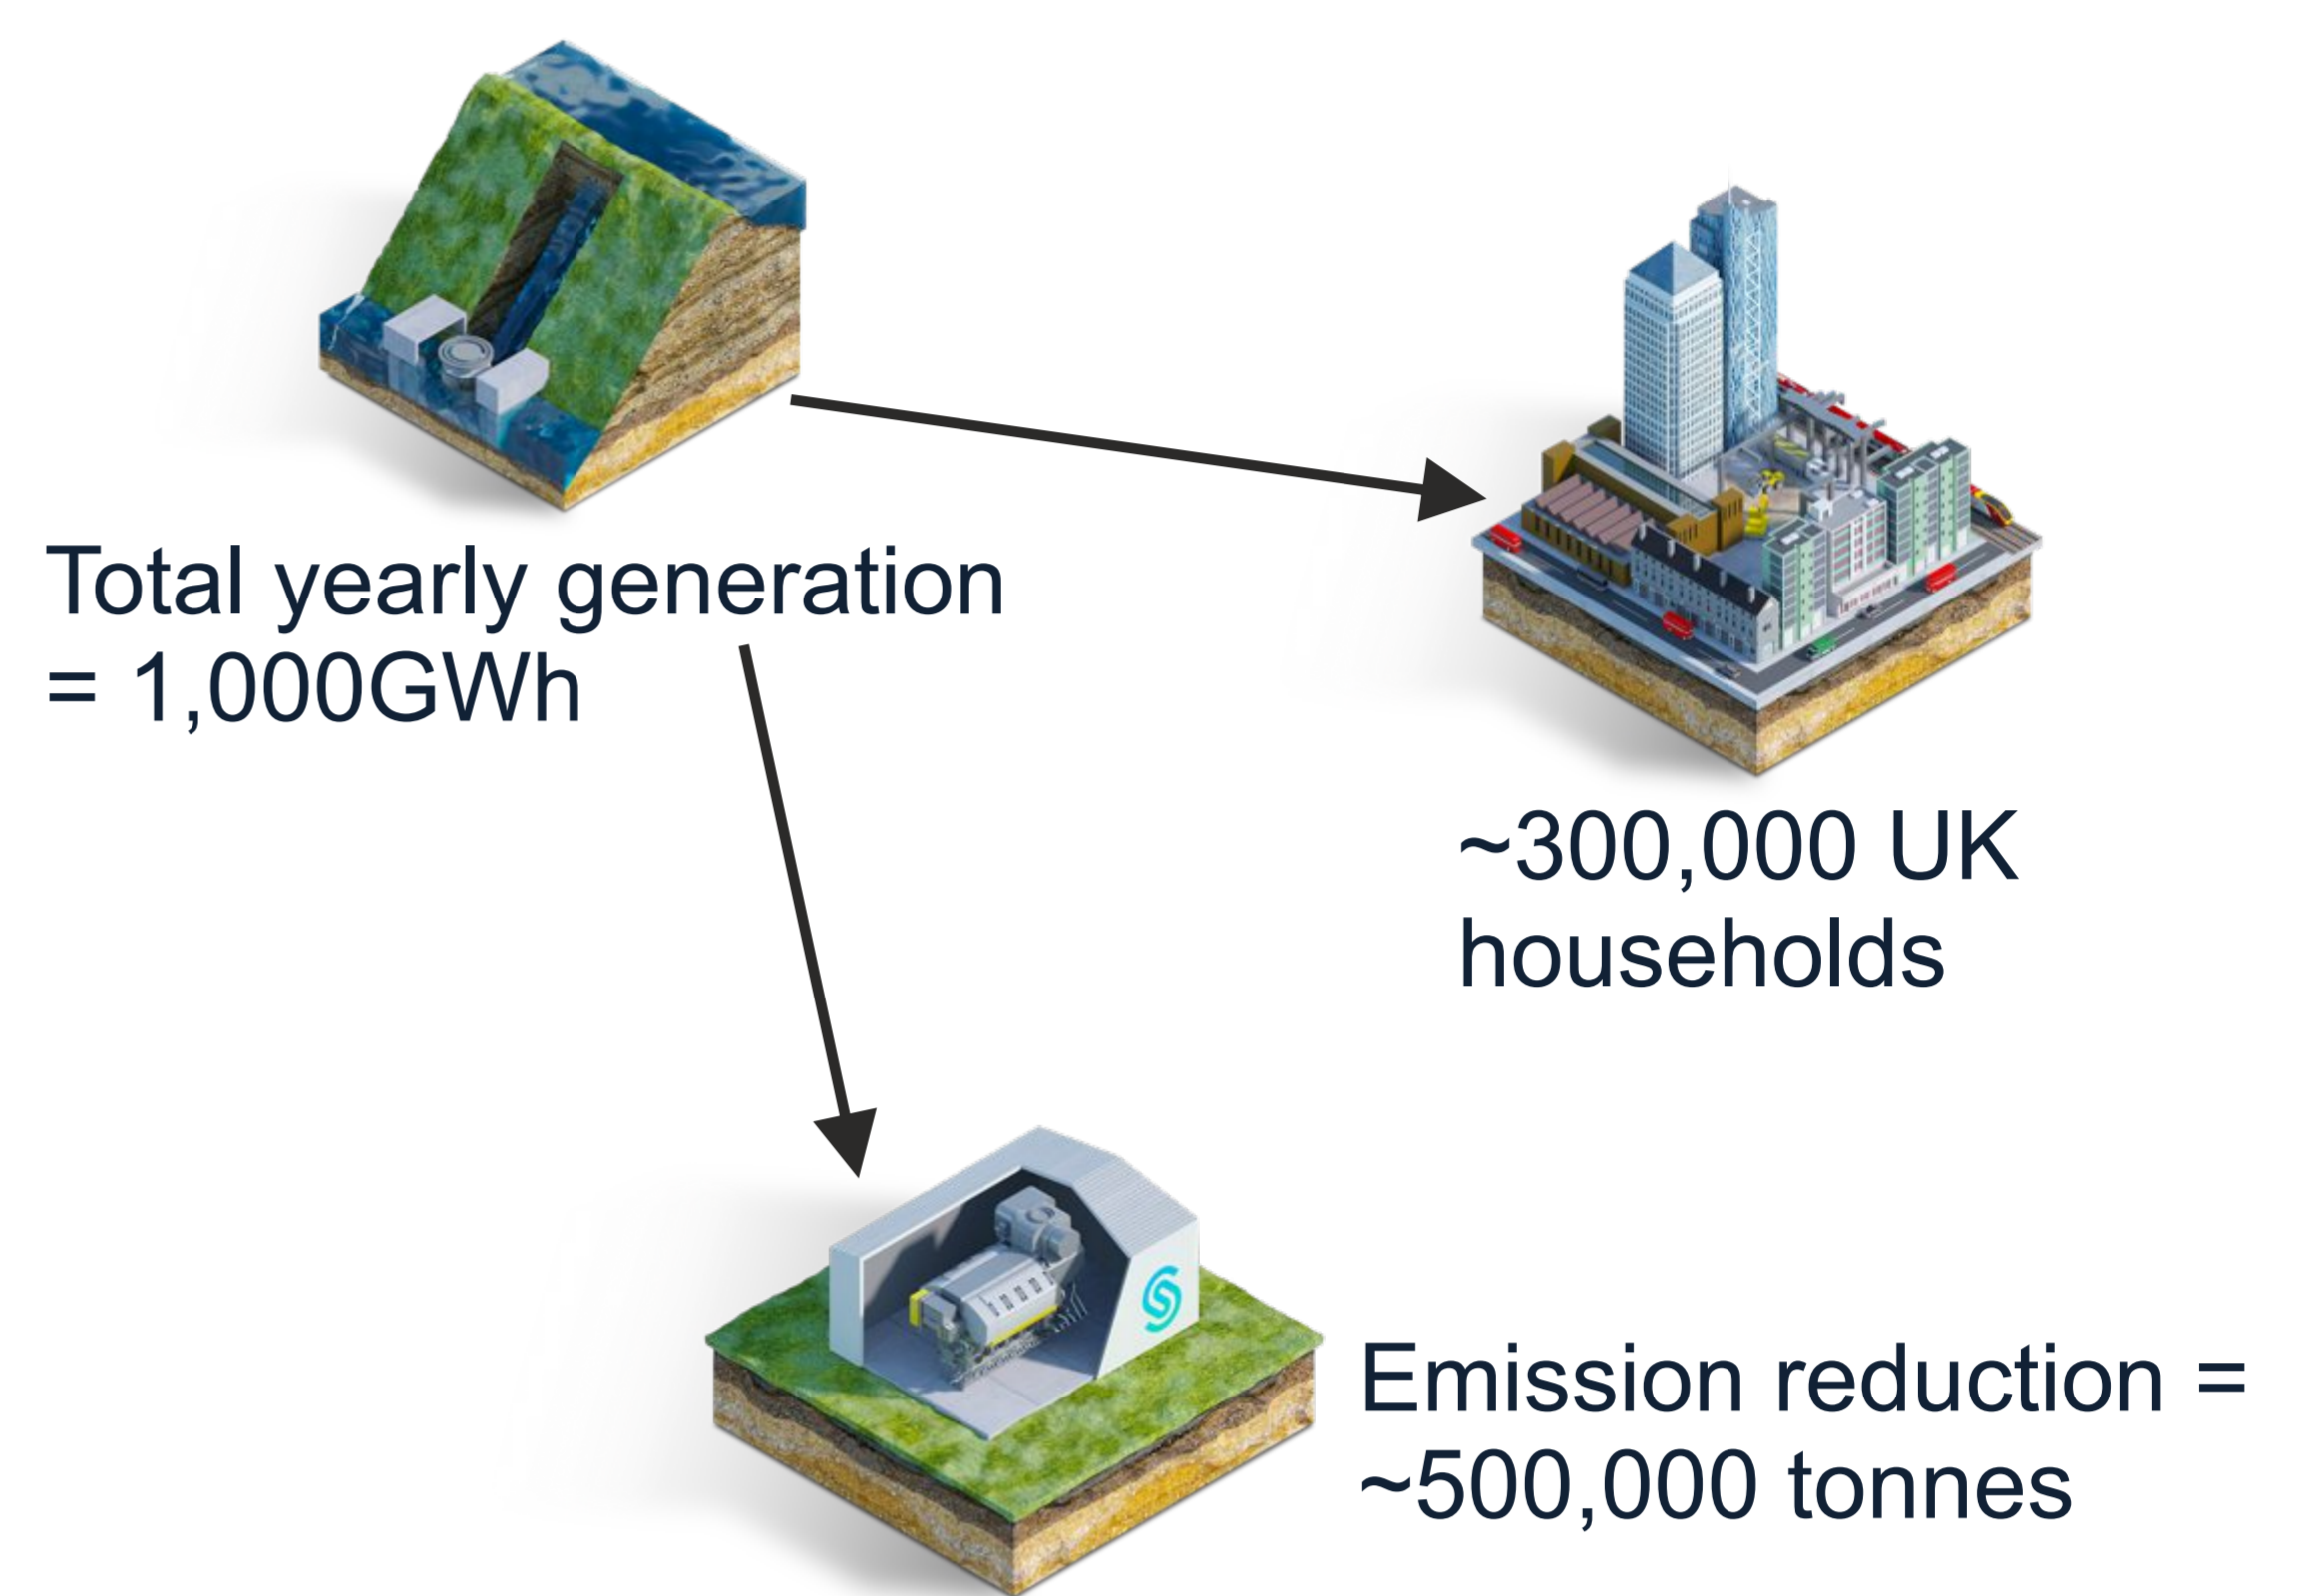 Total yearly generation
= 1,000GWh
~300,000 UK
households
Emission reduction =
~500,000 tonnes